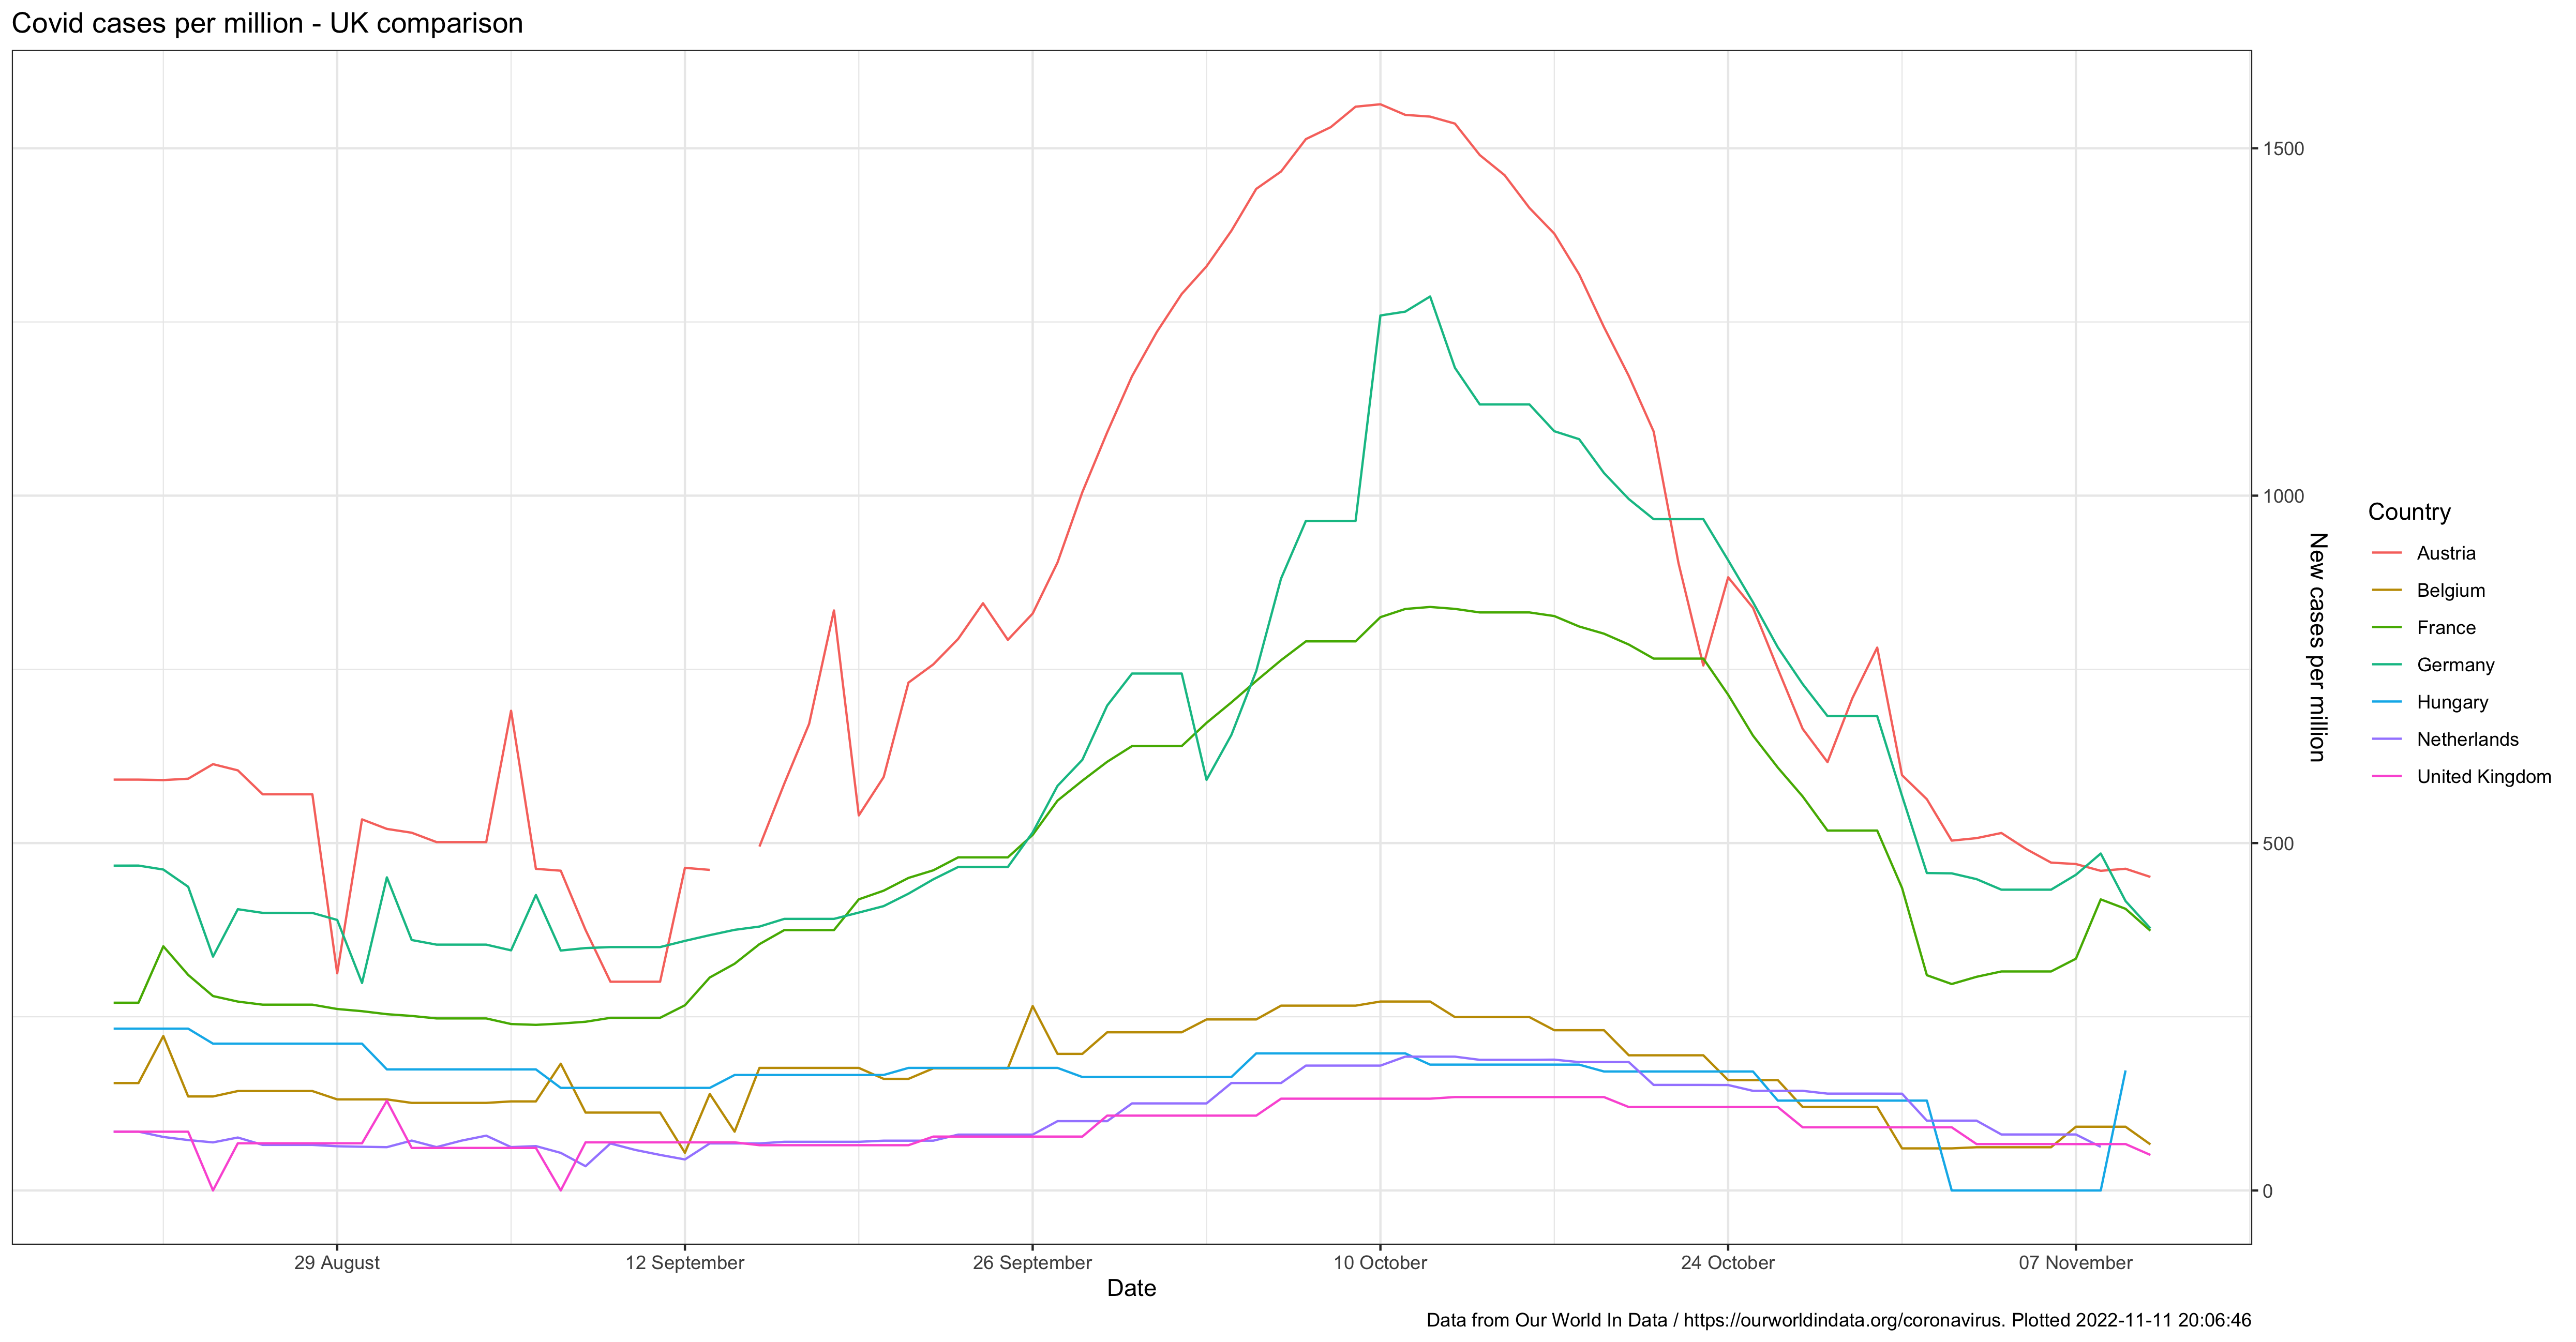 Covid cases per million - UK comparison
1500
1000
500
0
New cases per million
Country
Austria
Belgium
France
Germany
Hungary
Netherlands
United Kingdom
29 August
12 September
26 September
10 October
24 October
07 November
Date
Data from Our World In Data / https://ourworldindata.org/coronavirus. Plotted 2022-11-11 20:06:46